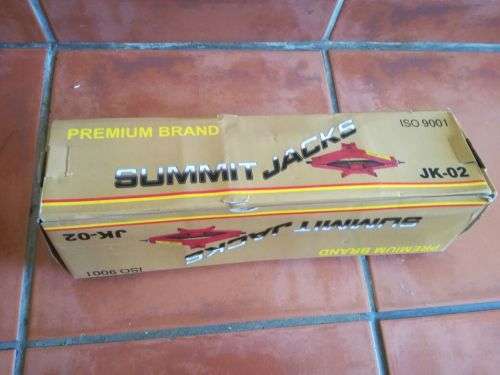 PREMIUM BRAND
ISO 9001
SUMMIT JACKS
JK-02
JK-02
SUMMIT JACKS
PREMIUM BRAND
ISO 9001